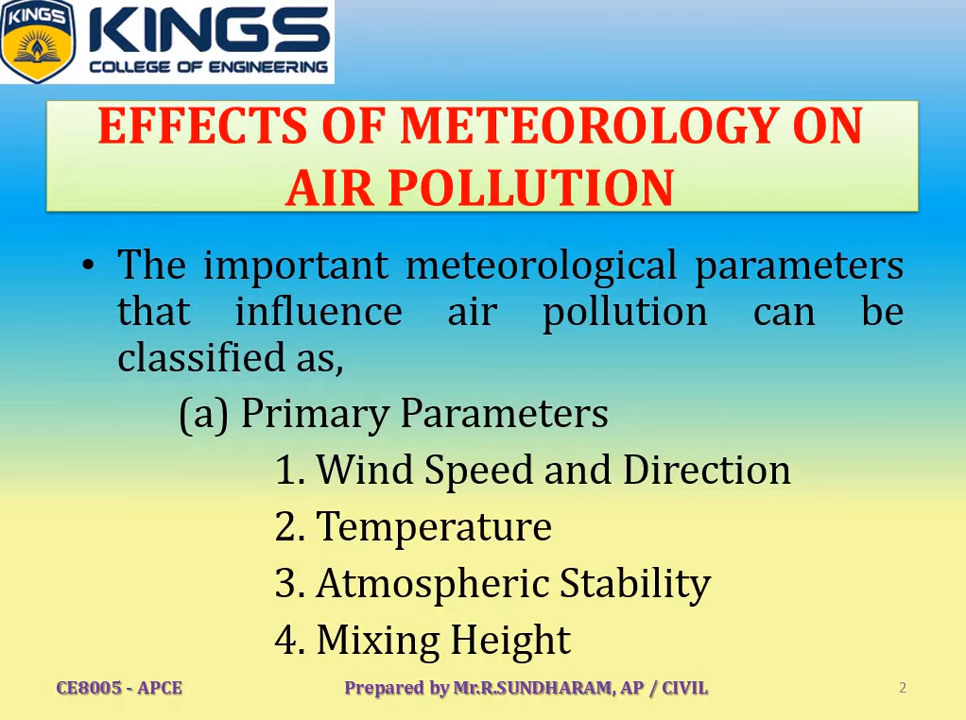 KINGS
KINGS
COLLEGE OF ENGINEERING
EFFECTS OF METEOROLOGY ON
AIR POLLUTION
• The important meteorological parameters
that influence air pollution can be
classified as,
(a) Primary Parameters
1. Wind Speed and Direction
2. Temperature
3. Atmospheric Stability
4. Mixing Height
CE8005 - APCE Prepared by Mr.R.SUNDHARAM, AP / CIVIL 2